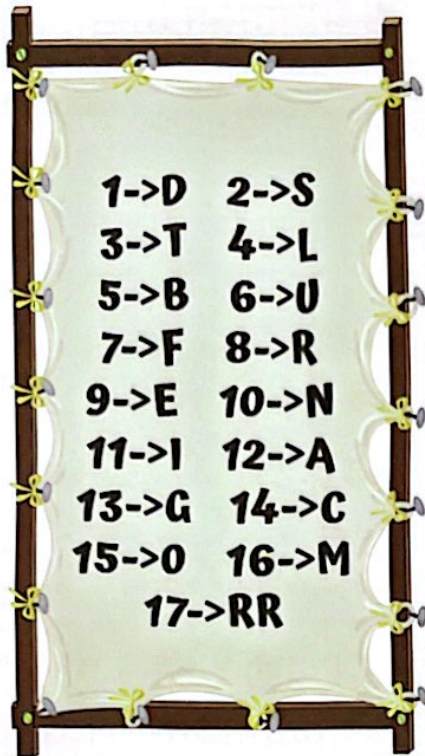 1->D 2->S
3->T 4->L
5->B 6->U
7->F 8->R
9->E 10->N
11->I 12->A
13->G 14->C
15->O 16->M
17->RR